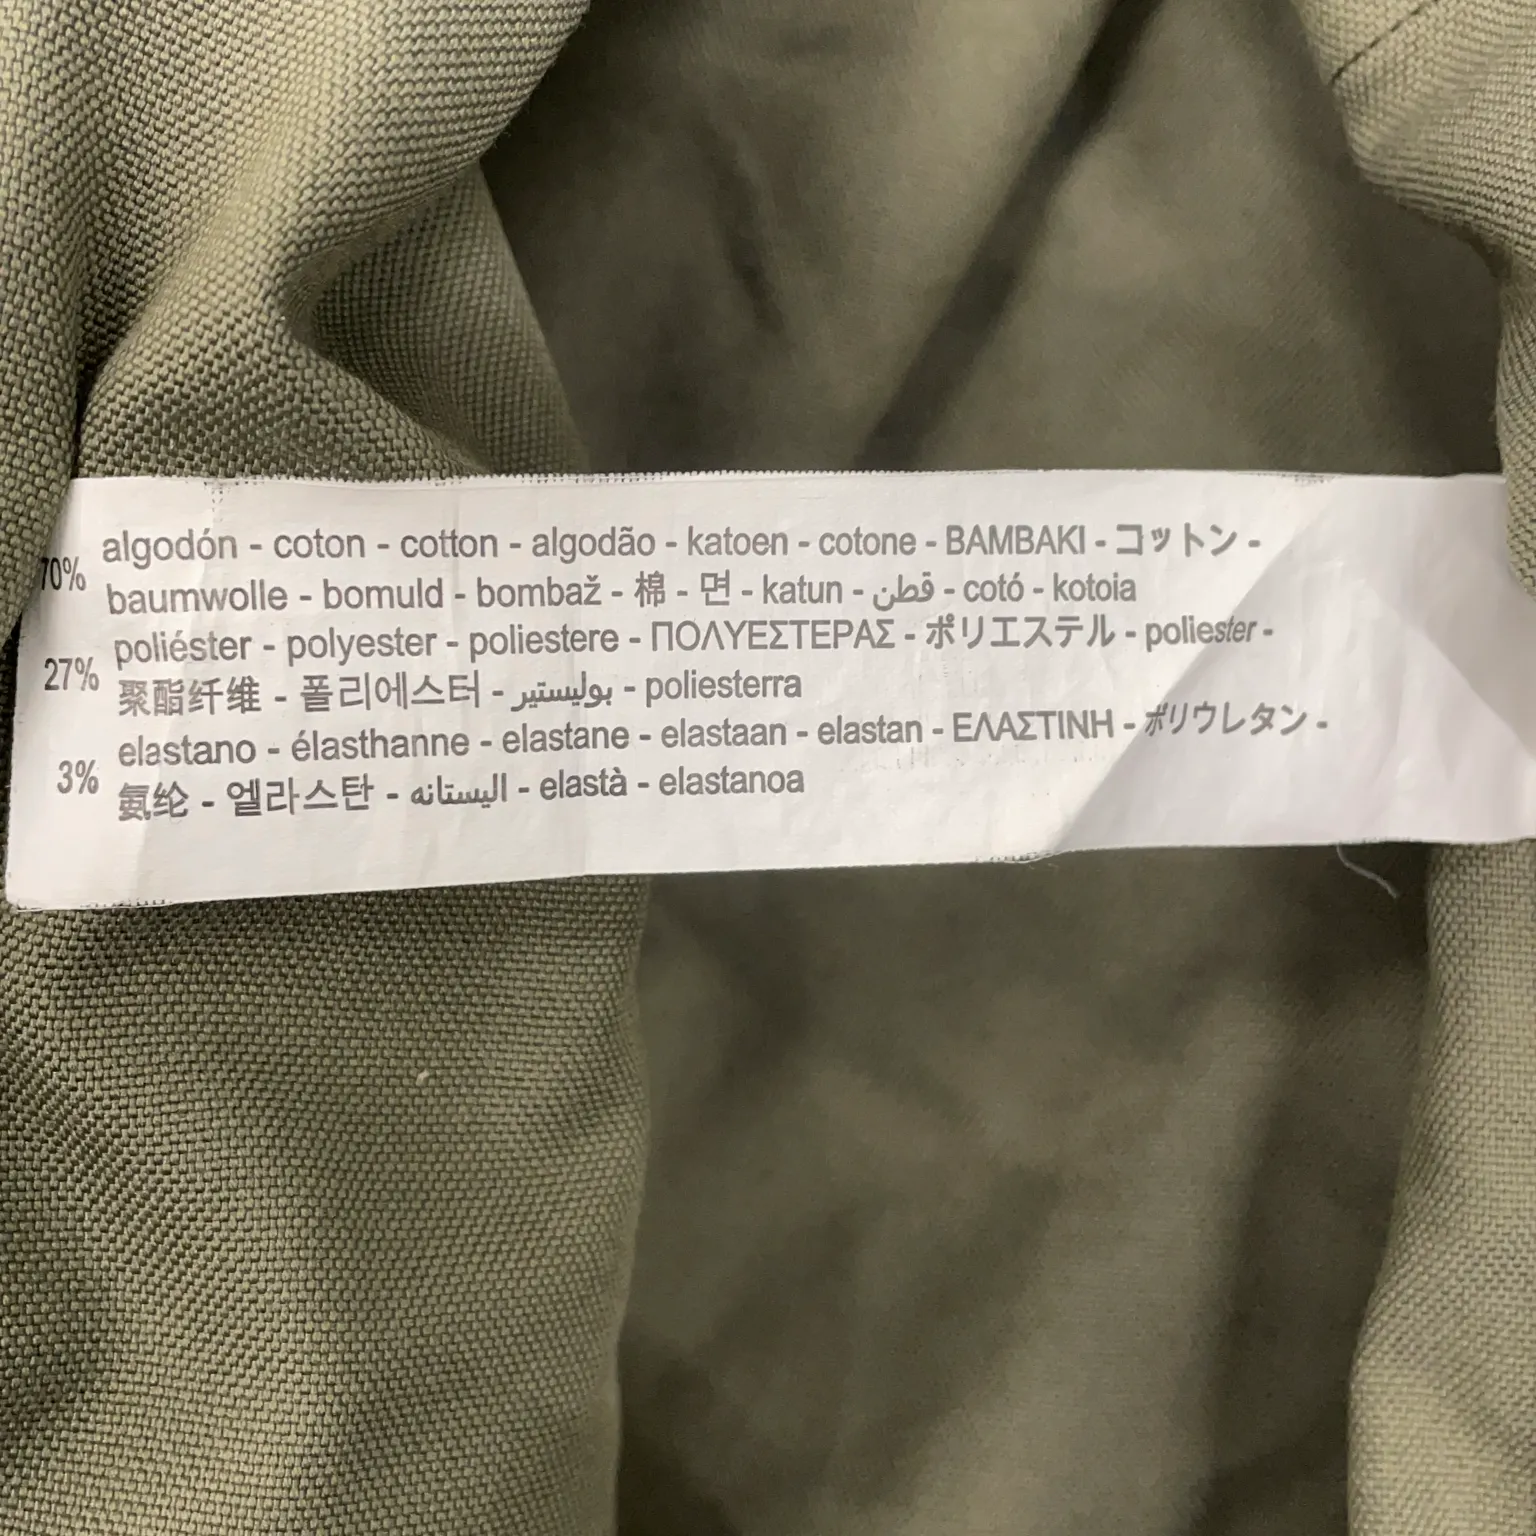 70% algodón - coton - cotton - algodão - katoen - cotone - BAMBAKI - コットン -
baumwolle - bomuld - bombaž - 棉 - 면 - katun - قطن - cotó - kotoia
27% poliéster - polyester - poliestere - ΠΟΛΥΕΣΤΕΡΑΣ - ポリエステル - poliester -
聚酯纤维 - 폴리에스터 - بوليستير - poliesterra
3% elastano - élasthanne - elastane - elastaan - elastan - ΕΛΑΣΤΙΝΗ - ポリウレタン -
氨纶 - 엘라스탄 - اليستانه - elastà - elastanoa